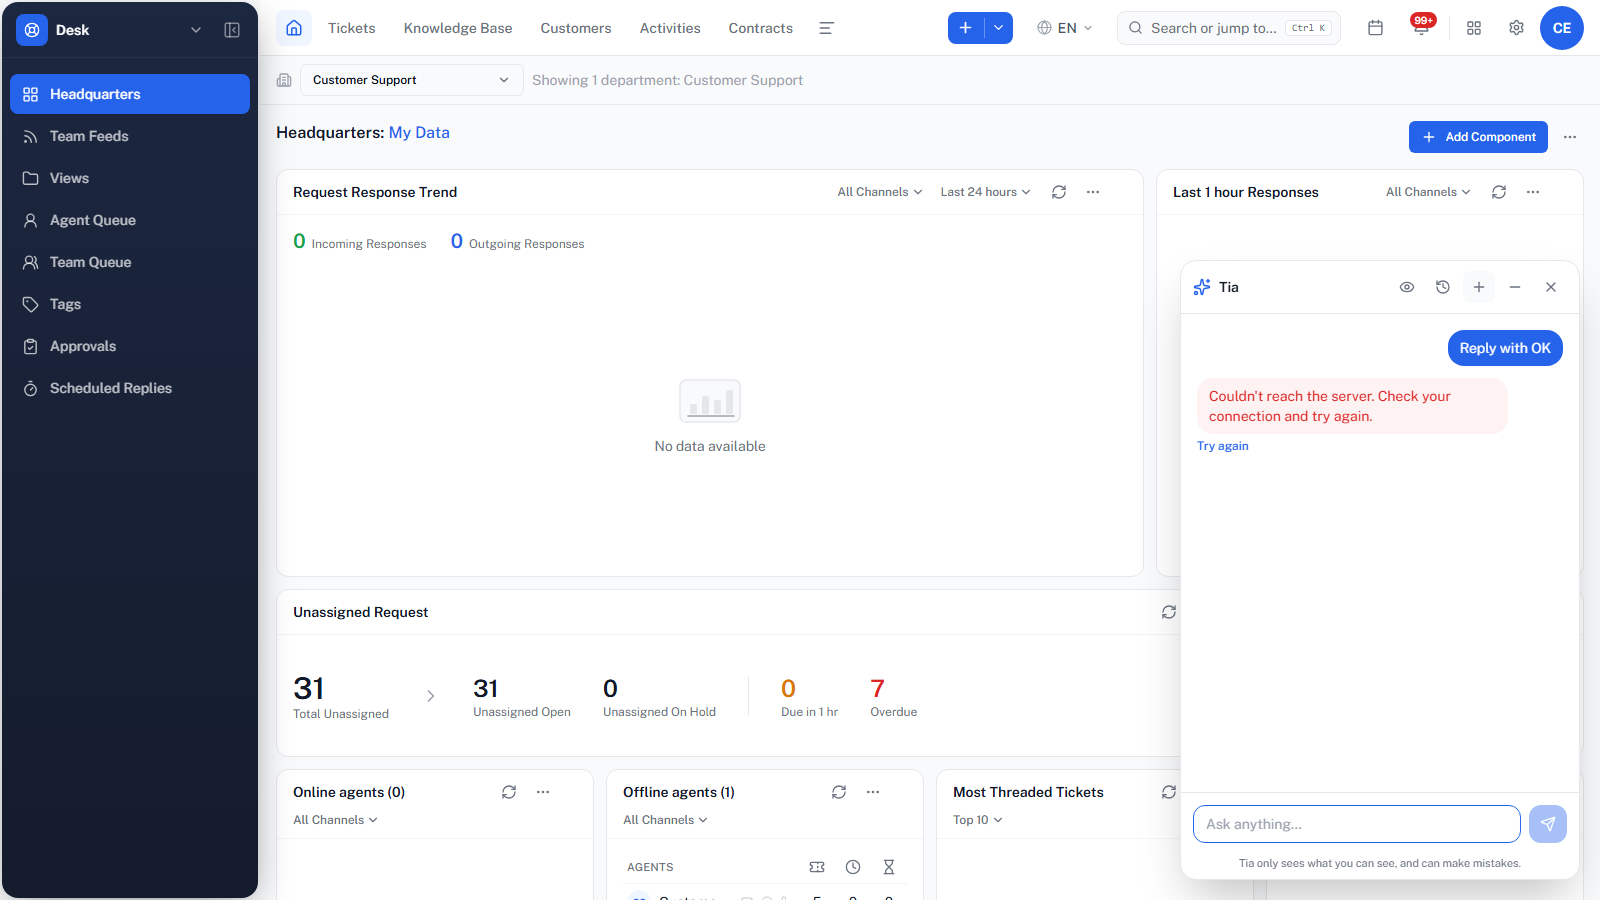 Desk
Headquarters
Team Feeds
Views
Agent Queue
Team Queue
Tags
Approvals
Scheduled Replies
Tickets Knowledge Base Customers Activities Contracts
EN
Search or jump to... Ctrl K
99+
CE
Customer Support
Showing 1 department: Customer Support
Headquarters: My Data
Add Component
Request Response Trend
All Channels Last 24 hours
0 Incoming Responses 0 Outgoing Responses
No data available
Last 1 hour Responses
All Channels
Unassigned Request
31
Total Unassigned
31
Unassigned Open
0
Unassigned On Hold
0
Due in 1 hr
7
Overdue
Online agents (0)
All Channels
Offline agents (1)
All Channels
AGENTS
Most Threaded Tickets
Top 10
Tia
Reply with OK
Couldn't reach the server. Check your
connection and try again.
Try again
Ask anything...
Tia only sees what you can see, and can make mistakes.